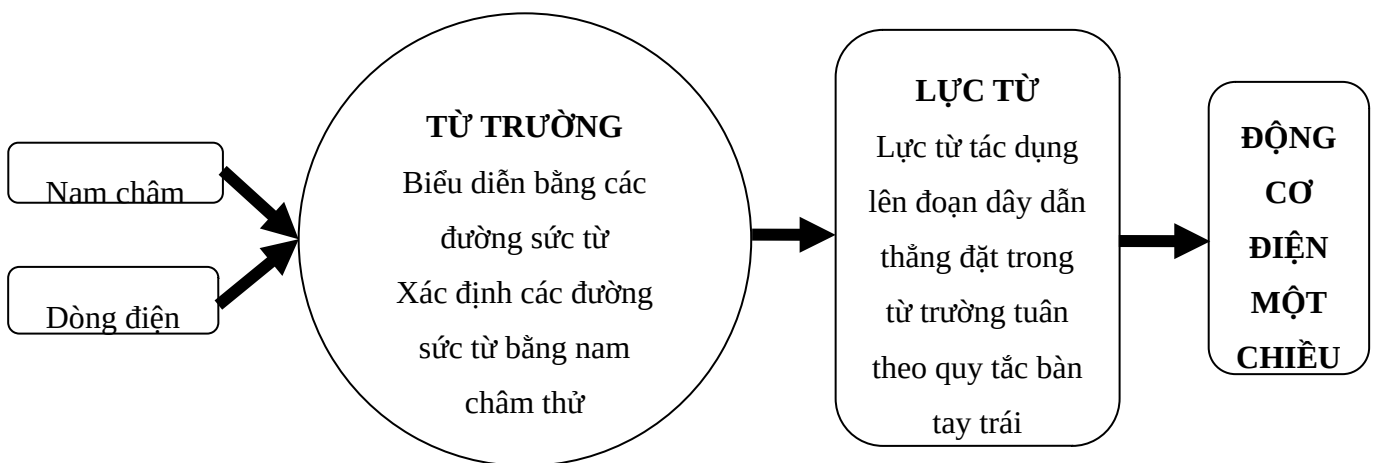 Nam châm
Dòng điện
TỪ TRƯỜNG
Biểu diễn bằng các
đường sức từ
Xác định các đường
sức từ bằng nam
châm thử
LỰC TỪ
Lực từ tác dụng
lên đoạn dây dẫn
thẳng đặt trong
từ trường tuân
theo quy tắc bàn
tay trái
ĐỘNG
CƠ
ĐIỆN
MỘT
CHIỀU